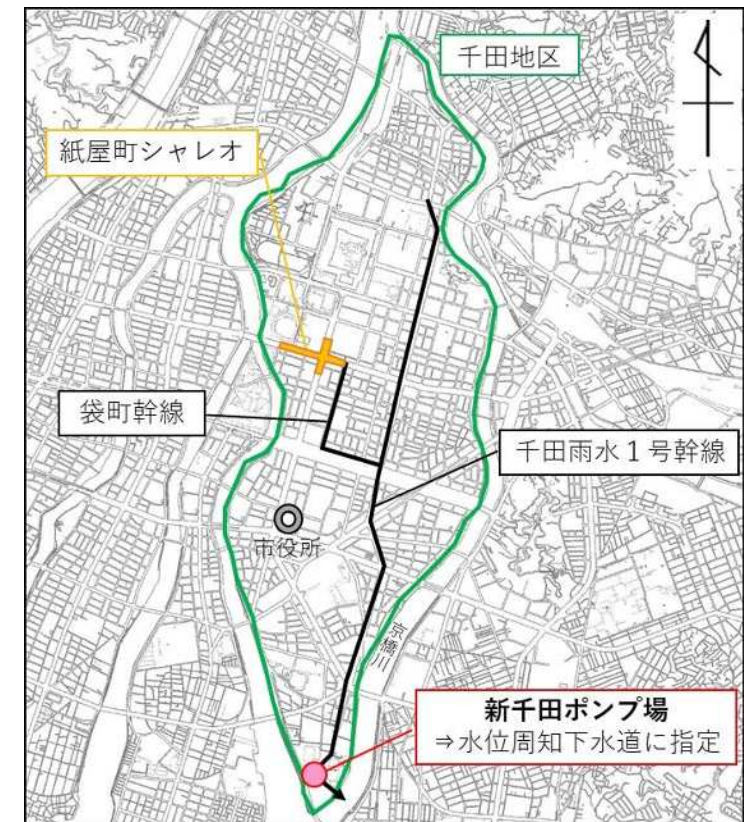 千田地区
紙屋町シャレオ
袋町幹線
千田雨水1号幹線
市役所
京橋川
新千田ポンプ場
⇒水位周知下水道に指定